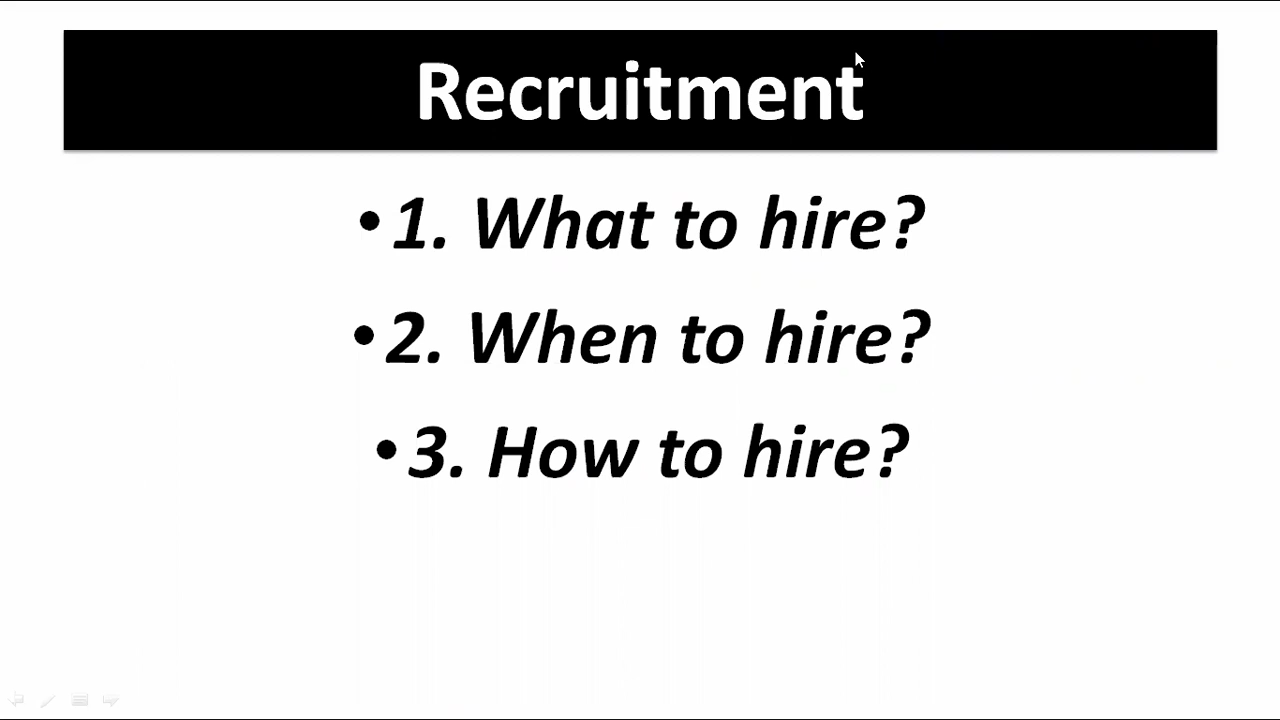 Recruitment
• 1. What to hire?
• 2. When to hire?
• 3. How to hire?